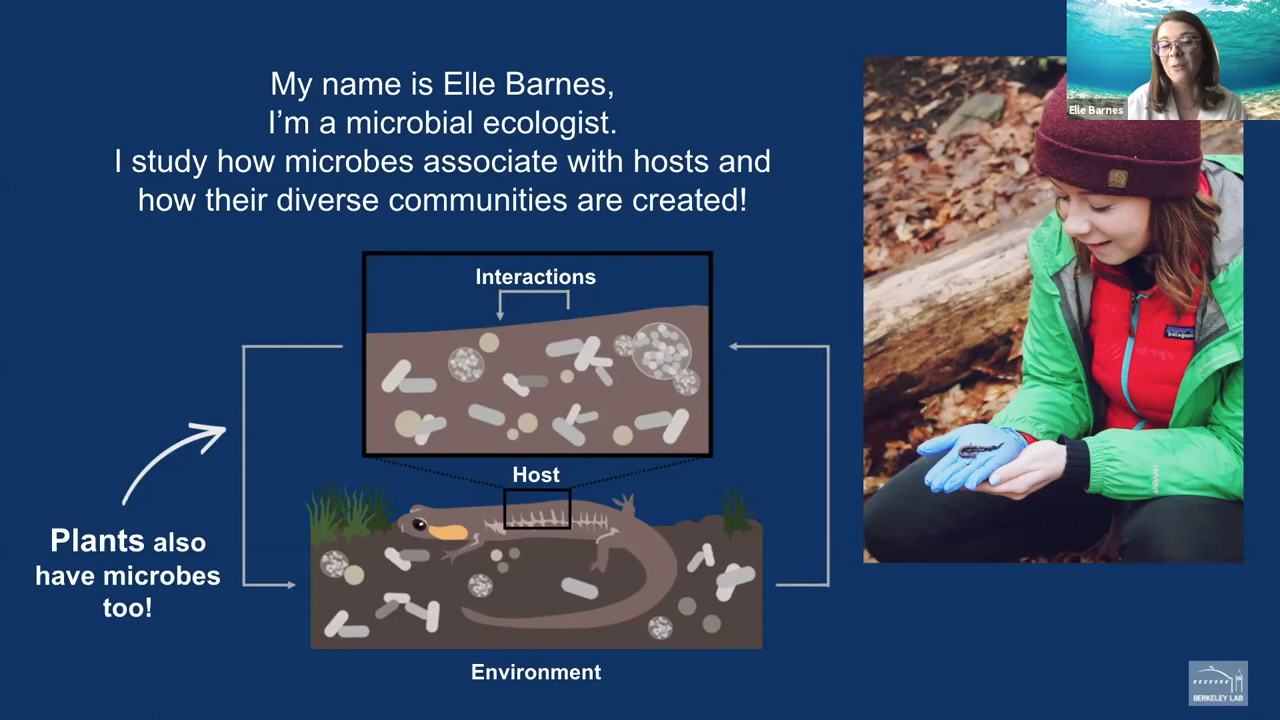 My name is Elle Barnes,
I'm a microbial ecologist.
I study how microbes associate with hosts and
how their diverse communities are created!
Elle Barnes
Interactions
Host
Plants also
have microbes
too!
Environment
patagonia
BERKELEY LAB